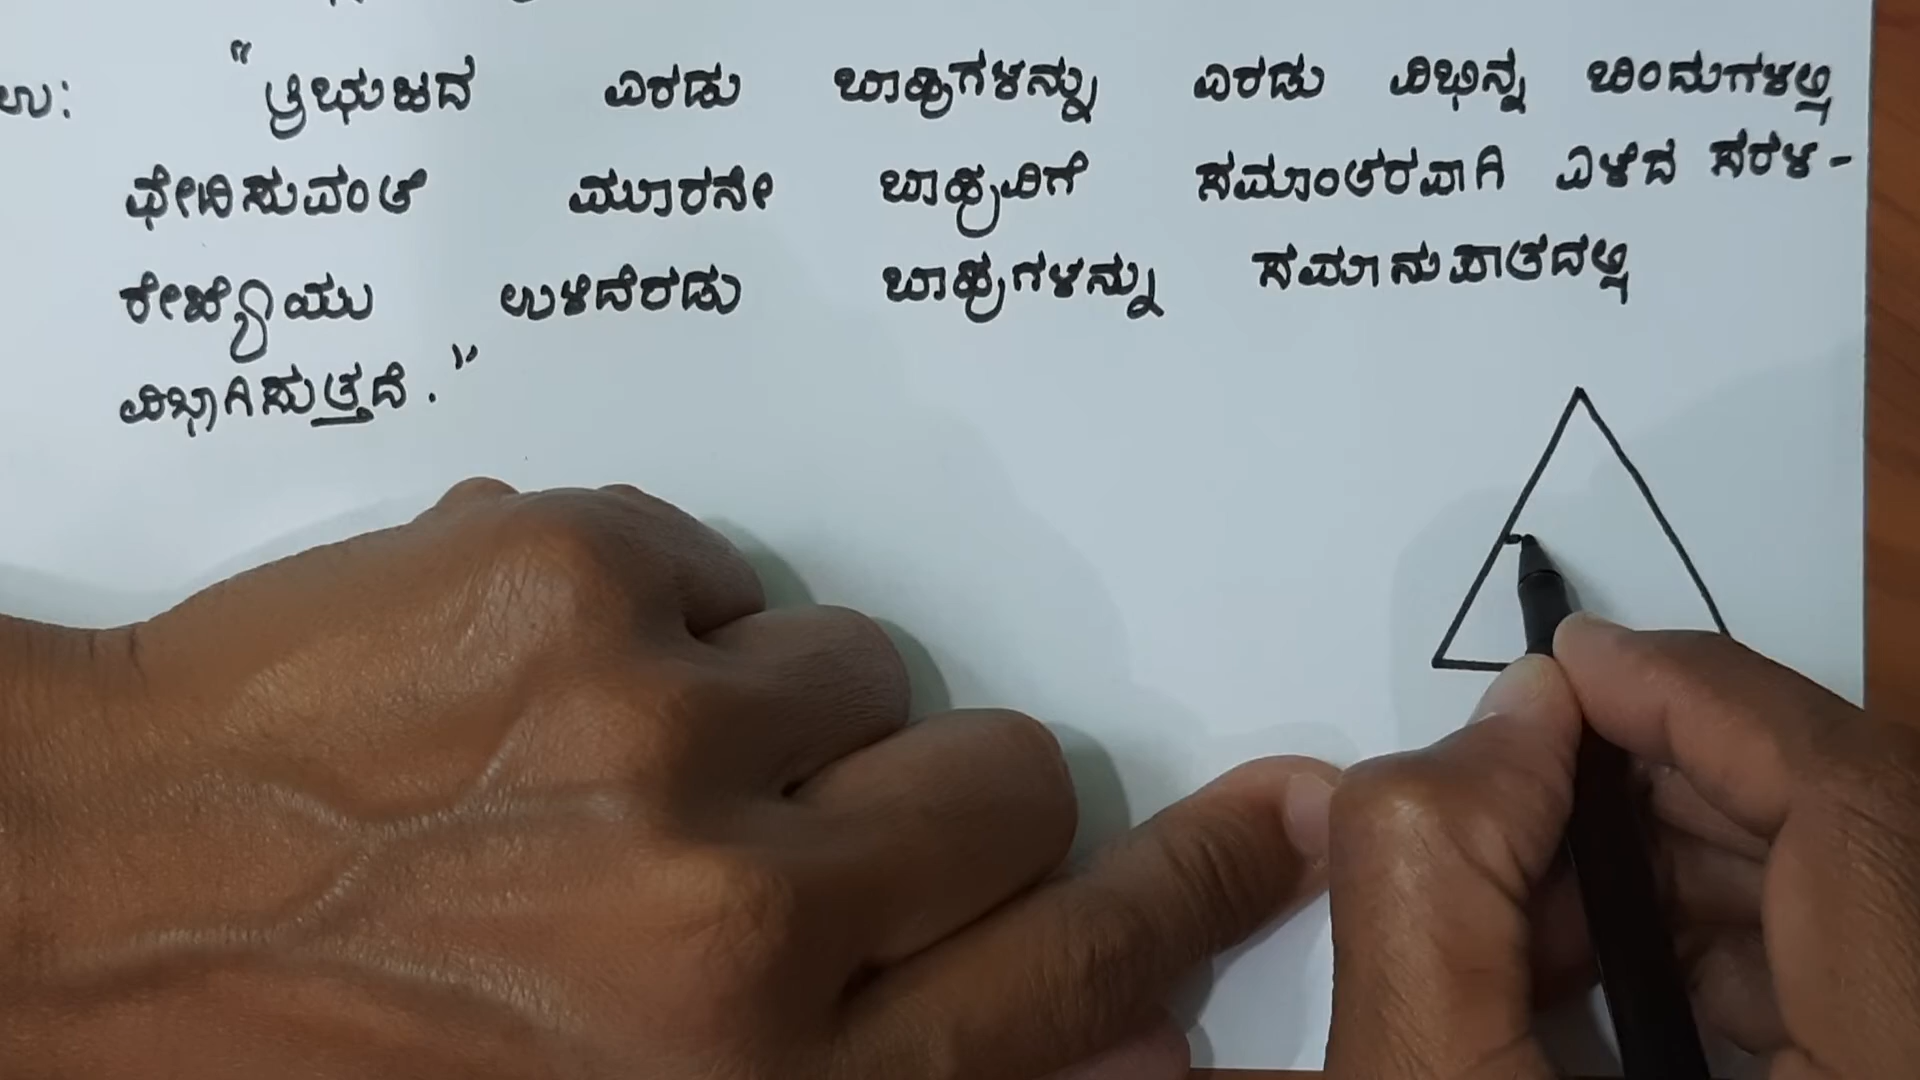 ಉ: "ತ್ರಿಭುಜದ ಎರಡು ಬಾಹುಗಳನ್ನು ಎರಡು ವಿಭಿನ್ನ ಬಿಂದುಗಳಲ್ಲಿ
ಛೇದಿಸುವಂತೆ ಮೂರನೇ ಬಾಹುವಿಗೆ ಸಮಾಂತರವಾಗಿ ಎಳೆದ ಸರಳ-
ರೇಖೆಯು ಉಳಿದೆರಡು ಬಾಹುಗಳನ್ನು ಸಮಾನುಪಾತದಲ್ಲಿ
ವಿಭಾಗಿಸುತ್ತದೆ."